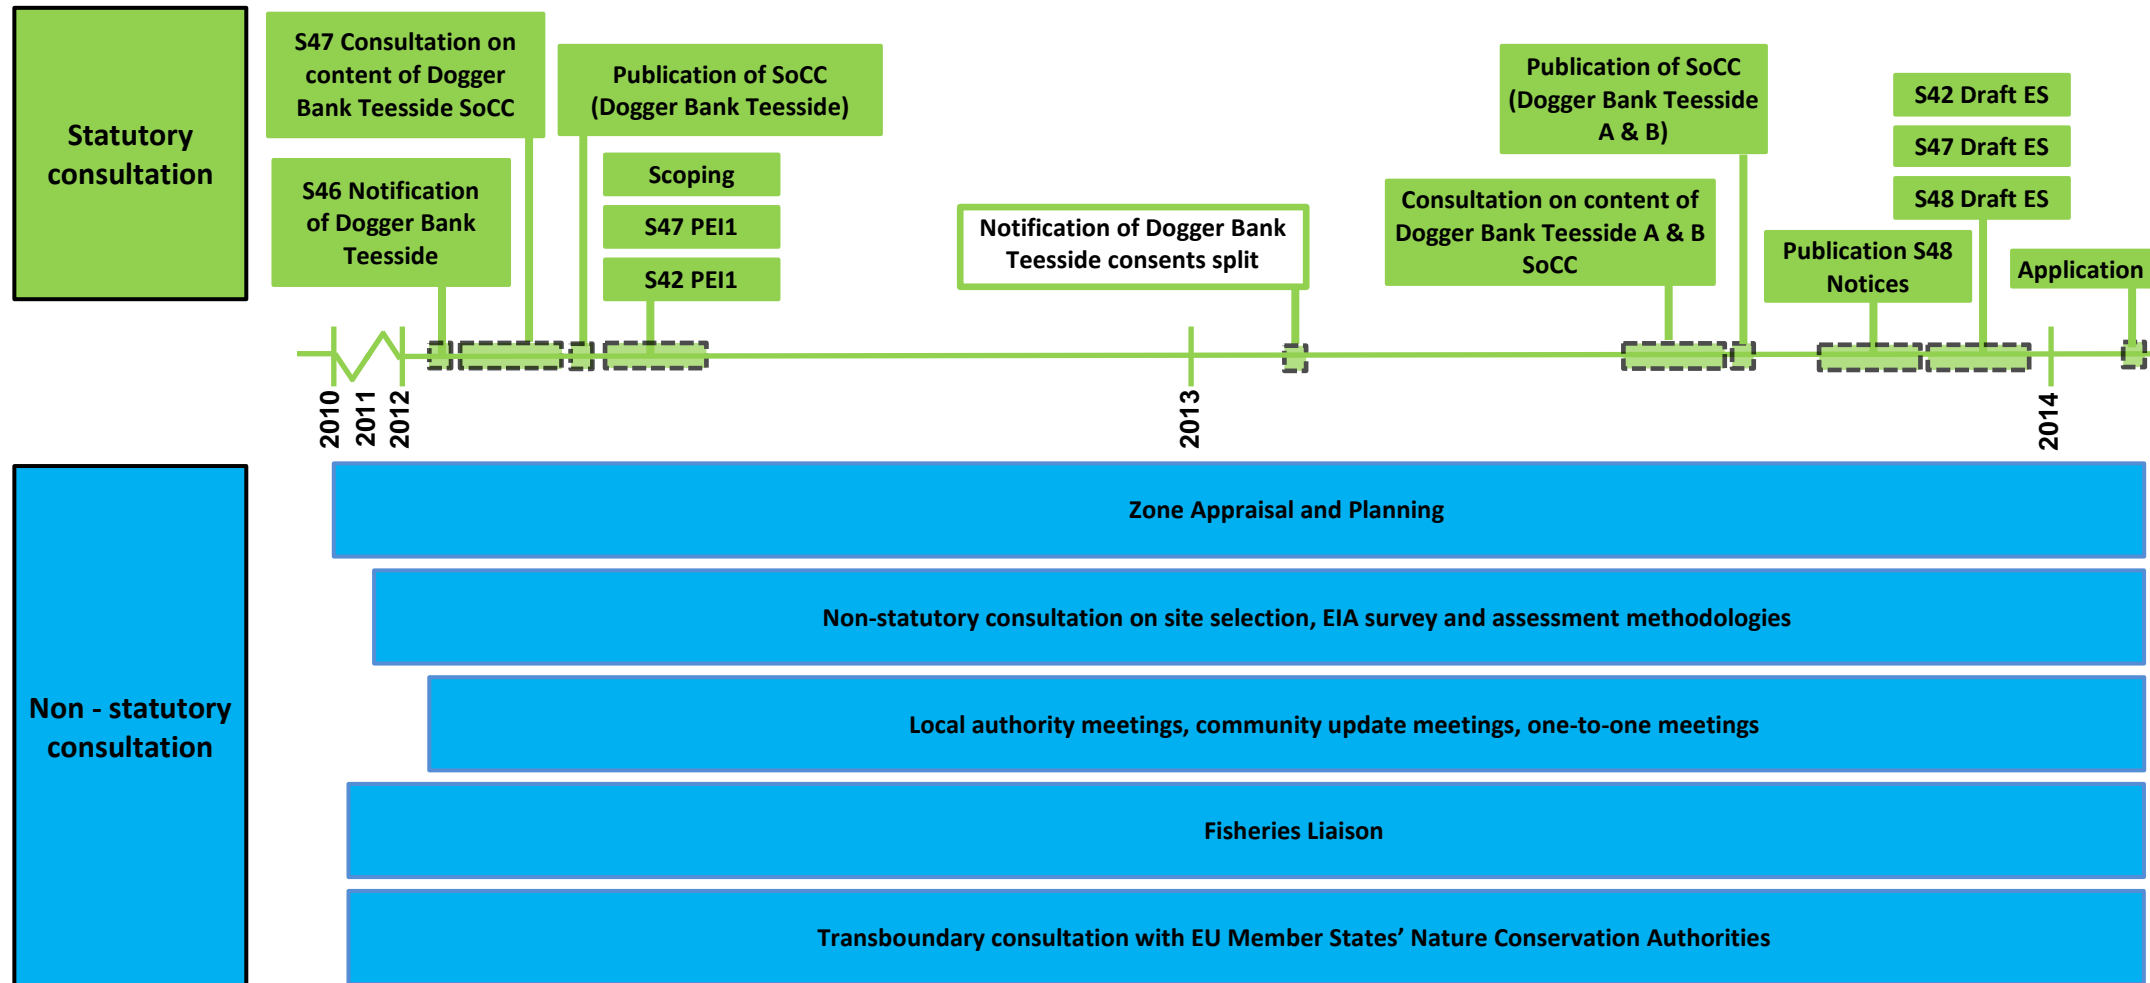 Statutory
consultation
S47 Consultation on
content of Dogger
Bank Teesside SoCC
S46 Notification
of Dogger Bank
Teesside
Publication of SoCC
(Dogger Bank Teesside)
Scoping
S47 PEI1
S42 PEI1
Notification of Dogger Bank
Teesside consents split
Publication of SoCC
(Dogger Bank Teesside
A & B)
Consultation on content of
Dogger Bank Teesside A & B
SoCC
S42 Draft ES
S47 Draft ES
S48 Draft ES
Publication S48
Notices
Application
2010
2011
2012
2013
2014
Non - statutory
consultation
Zone Appraisal and Planning
Non-statutory consultation on site selection, EIA survey and assessment methodologies
Local authority meetings, community update meetings, one-to-one meetings
Fisheries Liaison
Transboundary consultation with EU Member States’ Nature Conservation Authorities